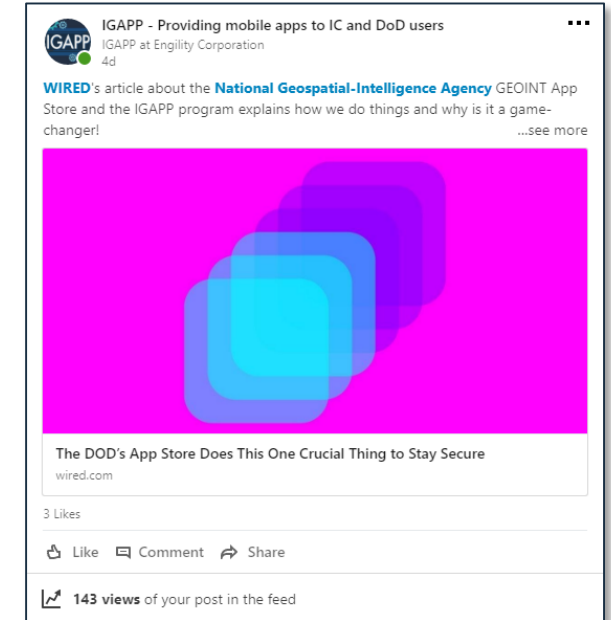 IGAPP - Providing mobile apps to IC and DoD users
IGAPP
IGAPP at Engility Corporation
4d
WIRED's article about the National Geospatial-Intelligence Agency GEOINT App
Store and the IGAPP program explains how we do things and why is it a game-
changer! ...see more
The DOD's App Store Does This One Crucial Thing to Stay Secure
wired.com
3 Likes
Like Comment Share
143 views of your post in the feed